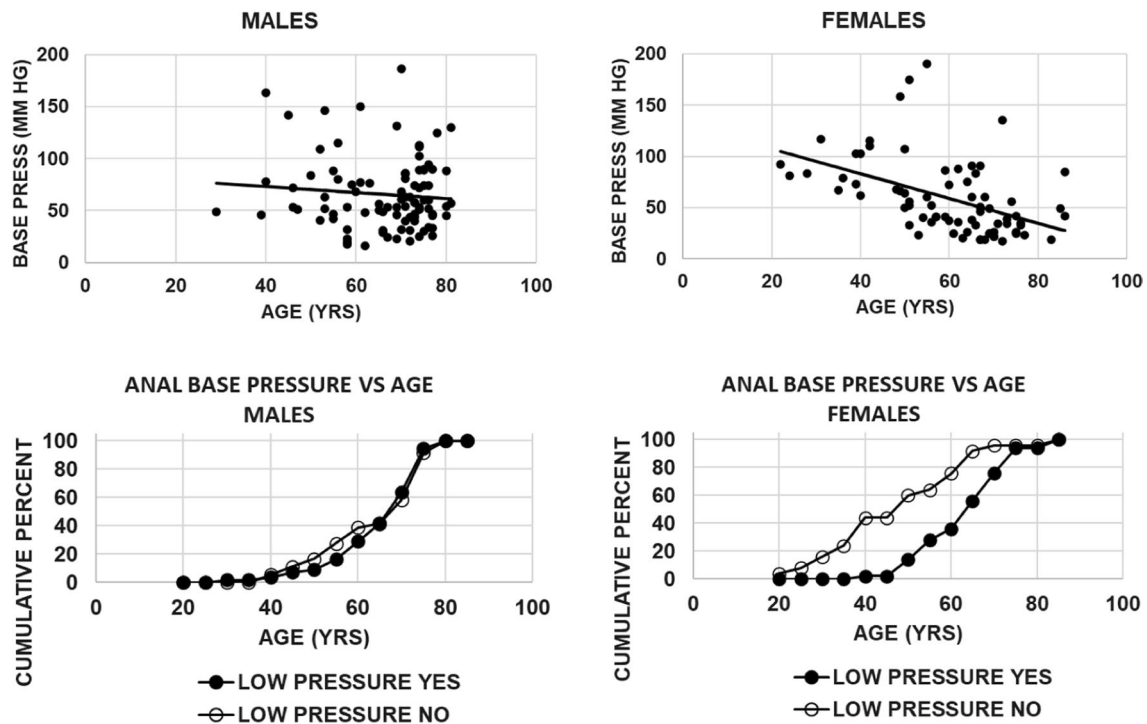 MALES
BASE PRESS (MM HG)
200
150
100
50
0
0 20 40 60 80 100
AGE (YRS)
FEMALES
BASE PRESS (MM HG)
200
150
100
50
0
0 20 40 60 80 100
AGE (YRS)
ANAL BASE PRESSURE VS AGE
MALES
CUMULATIVE PERCENT
100
80
60
40
20
0
0 20 40 60 80 100
AGE (YRS)
LOW PRESSURE YES
LOW PRESSURE NO
ANAL BASE PRESSURE VS AGE
FEMALES
CUMULATIVE PERCENT
100
80
60
40
20
0
0 20 40 60 80 100
AGE (YRS)
LOW PRESSURE YES
LOW PRESSURE NO